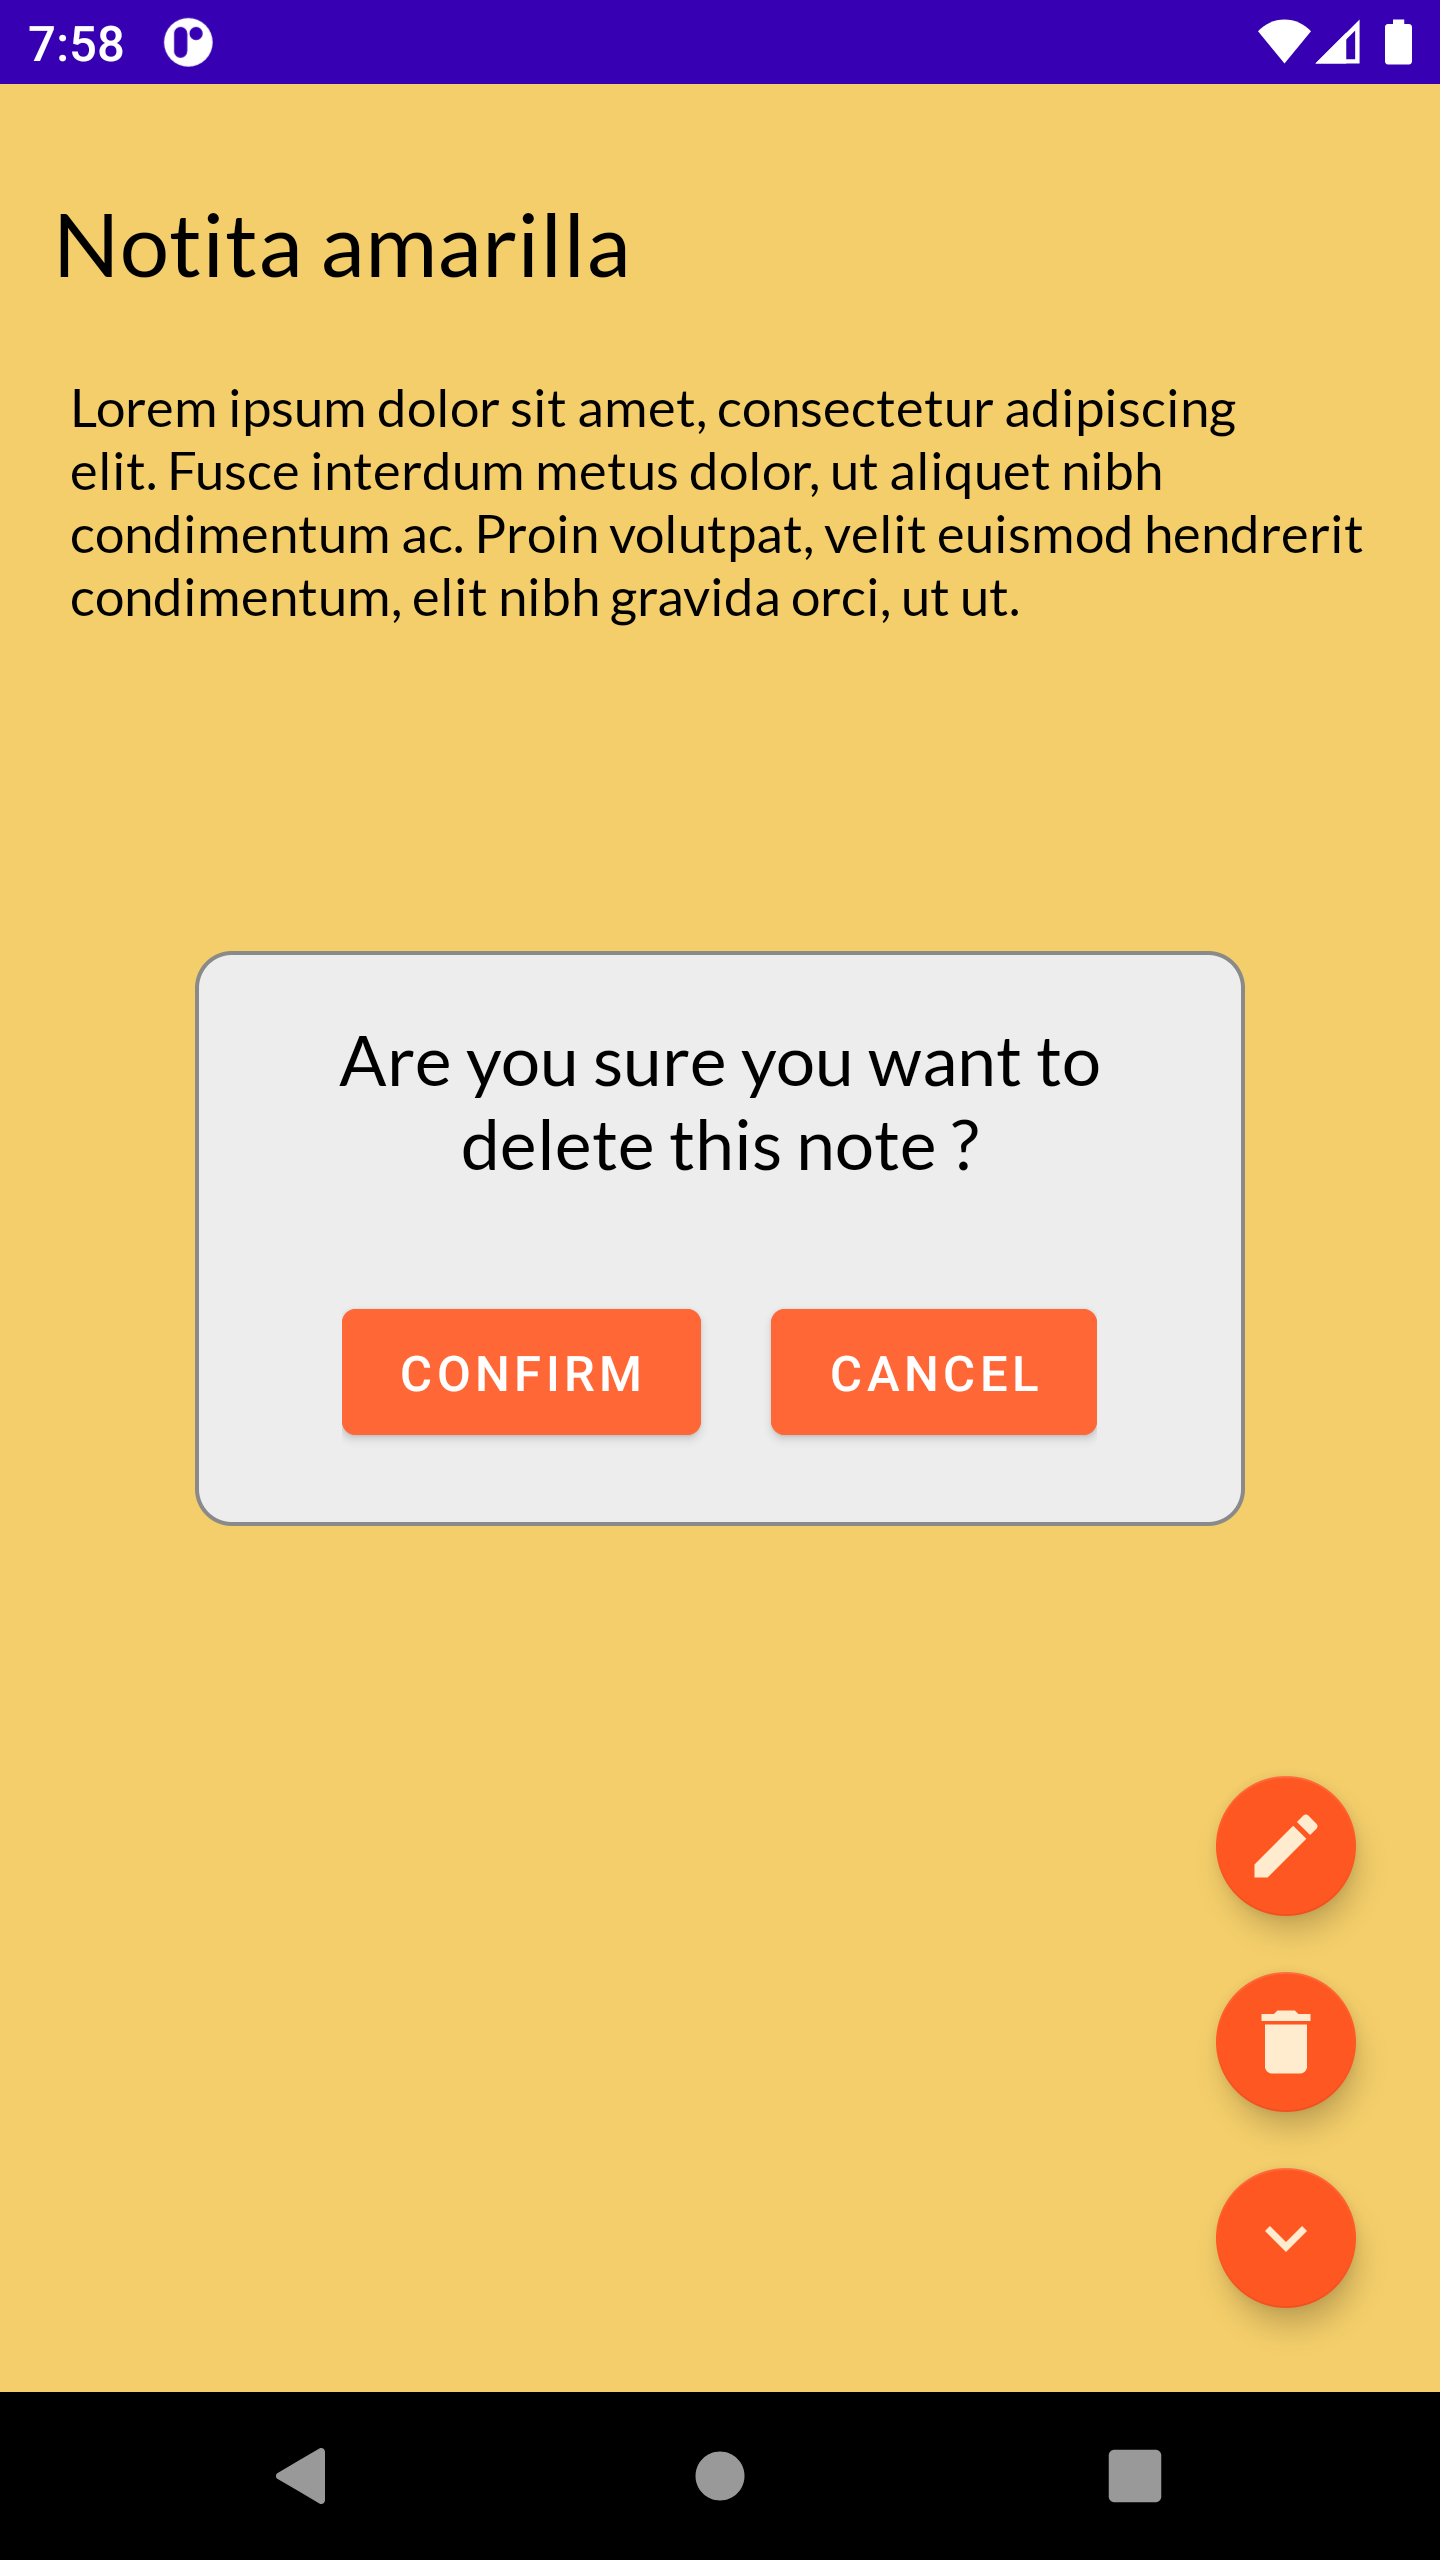 7:58
Notita amarilla
Lorem ipsum dolor sit amet, consectetur adipiscing
elit. Fusce interdum metus dolor, ut aliquet nibh
condimentum ac. Proin volutpat, velit euismod hendrerit
condimentum, elit nibh gravida orci, ut ut.
Are you sure you want to
delete this note ?
CONFIRM CANCEL